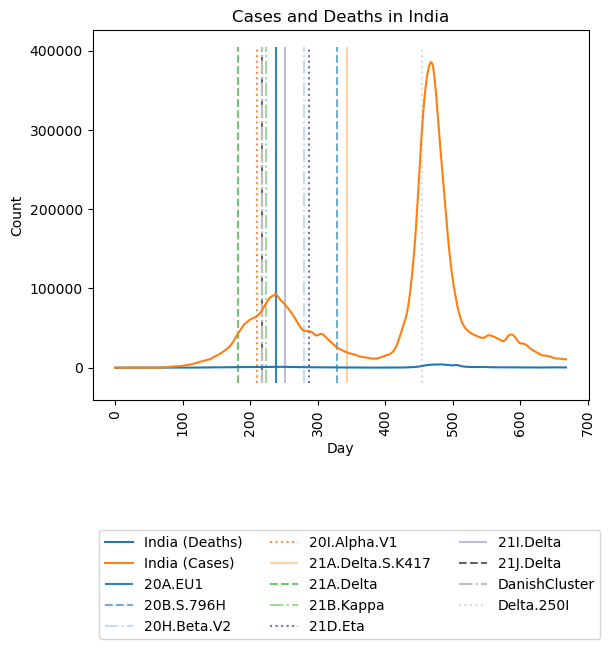 Cases and Deaths in India
400000
300000
200000
100000
0
Count
0 100 200 300 400 500 600 700
Day
India (Deaths) 20I.Alpha.V1 21I.Delta
India (Cases) 21A.Delta.S.K417 21J.Delta
20A.EU1 21A.Delta DanishCluster
20B.S.796H 21B.Kappa Delta.250I
20H.Beta.V2 21D.Eta